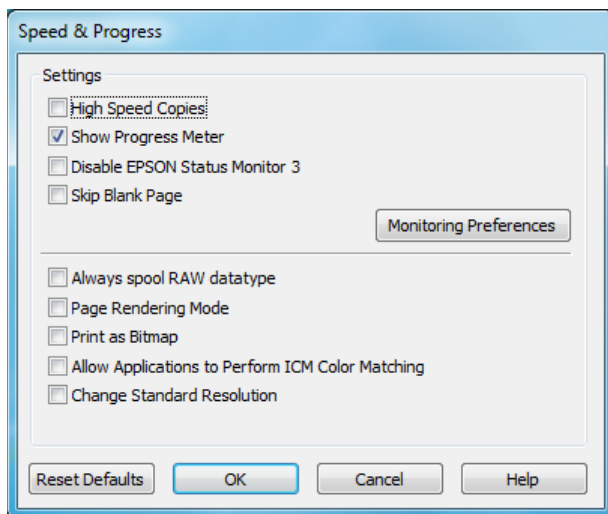 Speed & Progress
Settings
High Speed Copies
Show Progress Meter
Disable EPSON Status Monitor 3
Skip Blank Page
Monitoring Preferences
Always spool RAW datatype
Page Rendering Mode
Print as Bitmap
Allow Applications to Perform ICM Color Matching
Change Standard Resolution
Reset Defaults OK Cancel Help